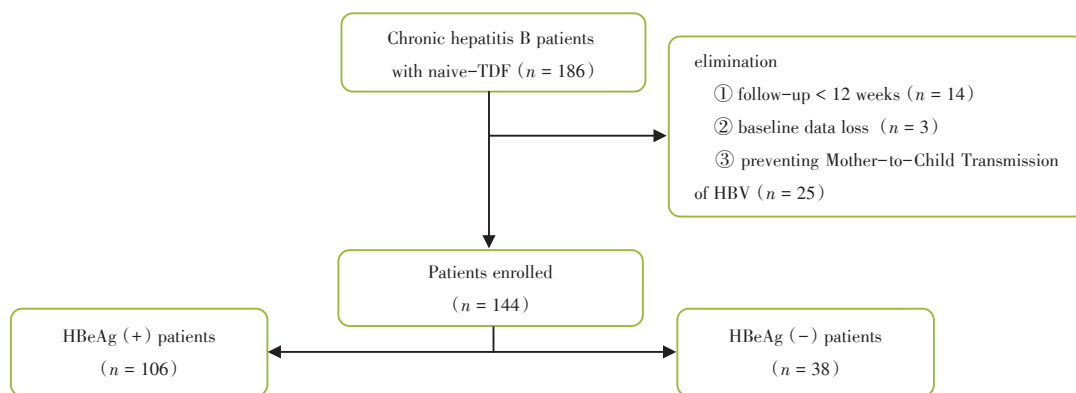 Chronic hepatitis B patients
with naive-TDF (n = 186)
elimination
① follow-up < 12 weeks (n = 14)
② baseline data loss (n = 3)
③ preventing Mother-to-Child Transmission
of HBV (n = 25)
Patients enrolled
(n = 144)
HBeAg (+) patients
(n = 106)
HBeAg (-) patients
(n = 38)